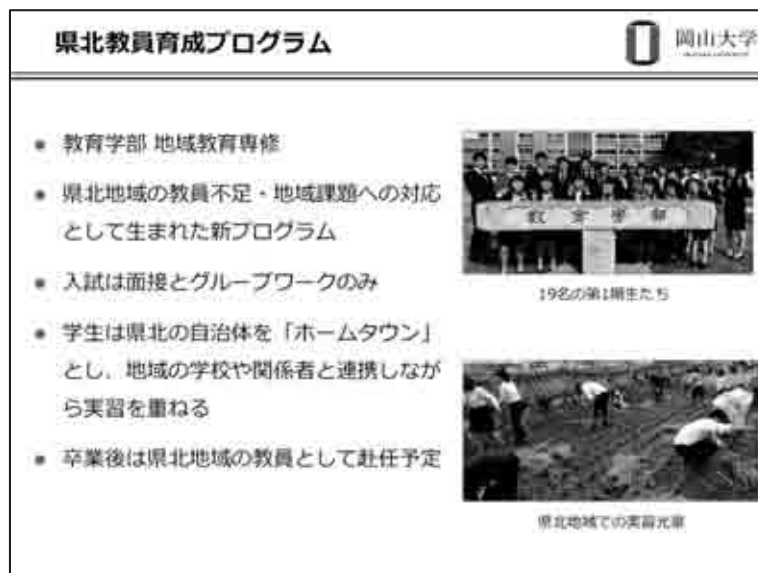 県北教員育成プログラム
岡山大学
教育学部 地域教育専修
県北地域の教員不足・地域課題への対応
として生まれた新プログラム
入試は面接とグループワークのみ
学生は県北の自治体を「ホームタウン」
とし、地域の学校や関係者と連携しなが
ら実習を重ねる
卒業後は県北地域の教員として赴任予定
教育学部
19名の第1期生たち
県北地域での実習光景